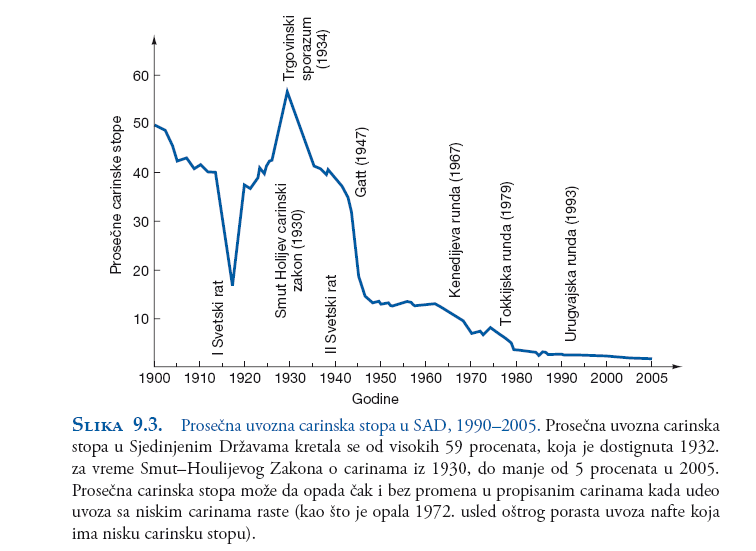 Prosečne carinske stope
60
50
40
30
20
10
I Svetski rat
Smut Holijev carinski
zakon (1930)
Trgovinski
sporazum
(1934)
II Svetski rat
Gatt (1947)
Kenedijeva runda (1967)
Tokkijska runda (1979)
Urugvajska runda (1993)
1900 1910 1920 1930 1940 1950 1960 1970 1980 1990 2000 2005
Godine
SLIKA 9.3. Prosečna uvozna carinska stopa u SAD, 1990–2005. Prosečna uvozna carinska
stopa u Sjedinjenim Državama kretala se od visokih 59 procenata, koja je dostignuta 1932.
za vreme Smut–Houlijevog Zakona o carinama iz 1930, do manje od 5 procenata u 2005.
Prosečna carinska stopa može da opada čak i bez promena u propisanim carinama kada udeo
uvoza sa niskim carinama raste (kao što je opala 1972. usled oštrog porasta uvoza nafte koja
ima nisku carinsku stopu).